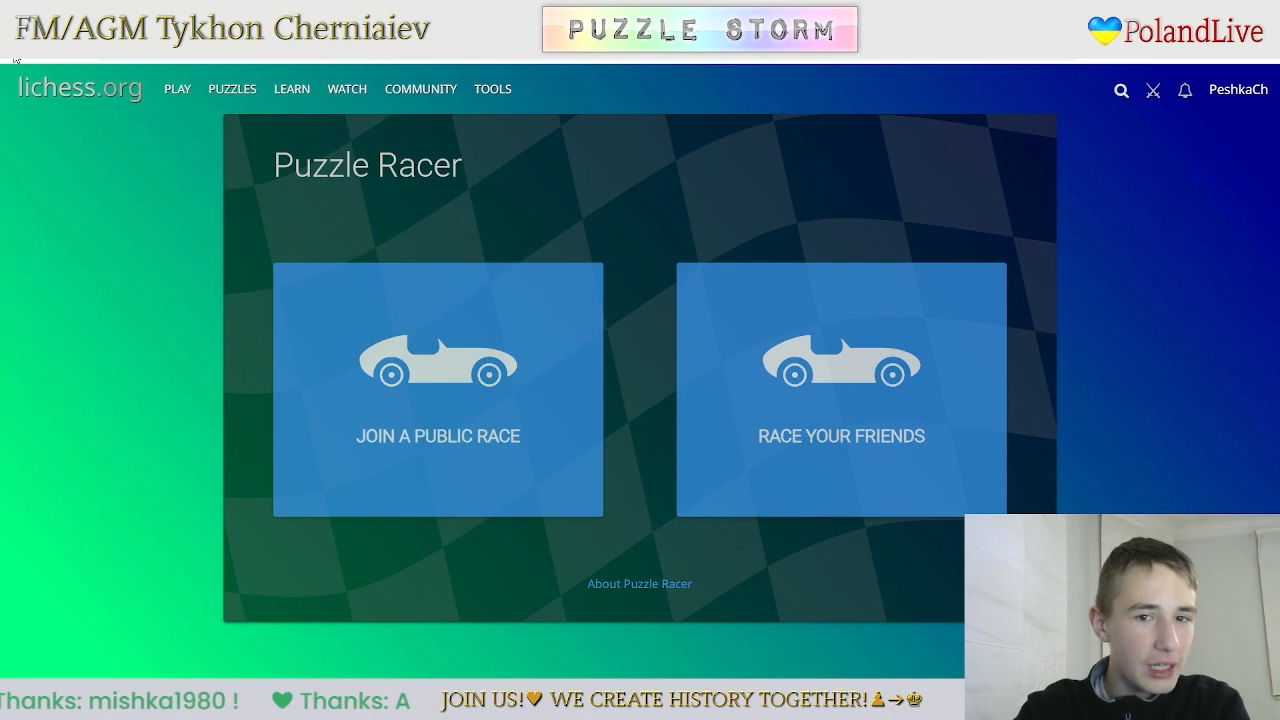 FM/AGM Tykhon Cherniaiev
PUZZLE STORM
PolandLive
lichess.org
PLAY
PUZZLES
LEARN
WATCH
COMMUNITY
TOOLS
PeshkaCh
Puzzle Racer
JOIN A PUBLIC RACE
RACE YOUR FRIENDS
About Puzzle Racer
Thanks: mishka1980 !
Thanks: A
JOIN US! WE CREATE HISTORY TOGETHER!